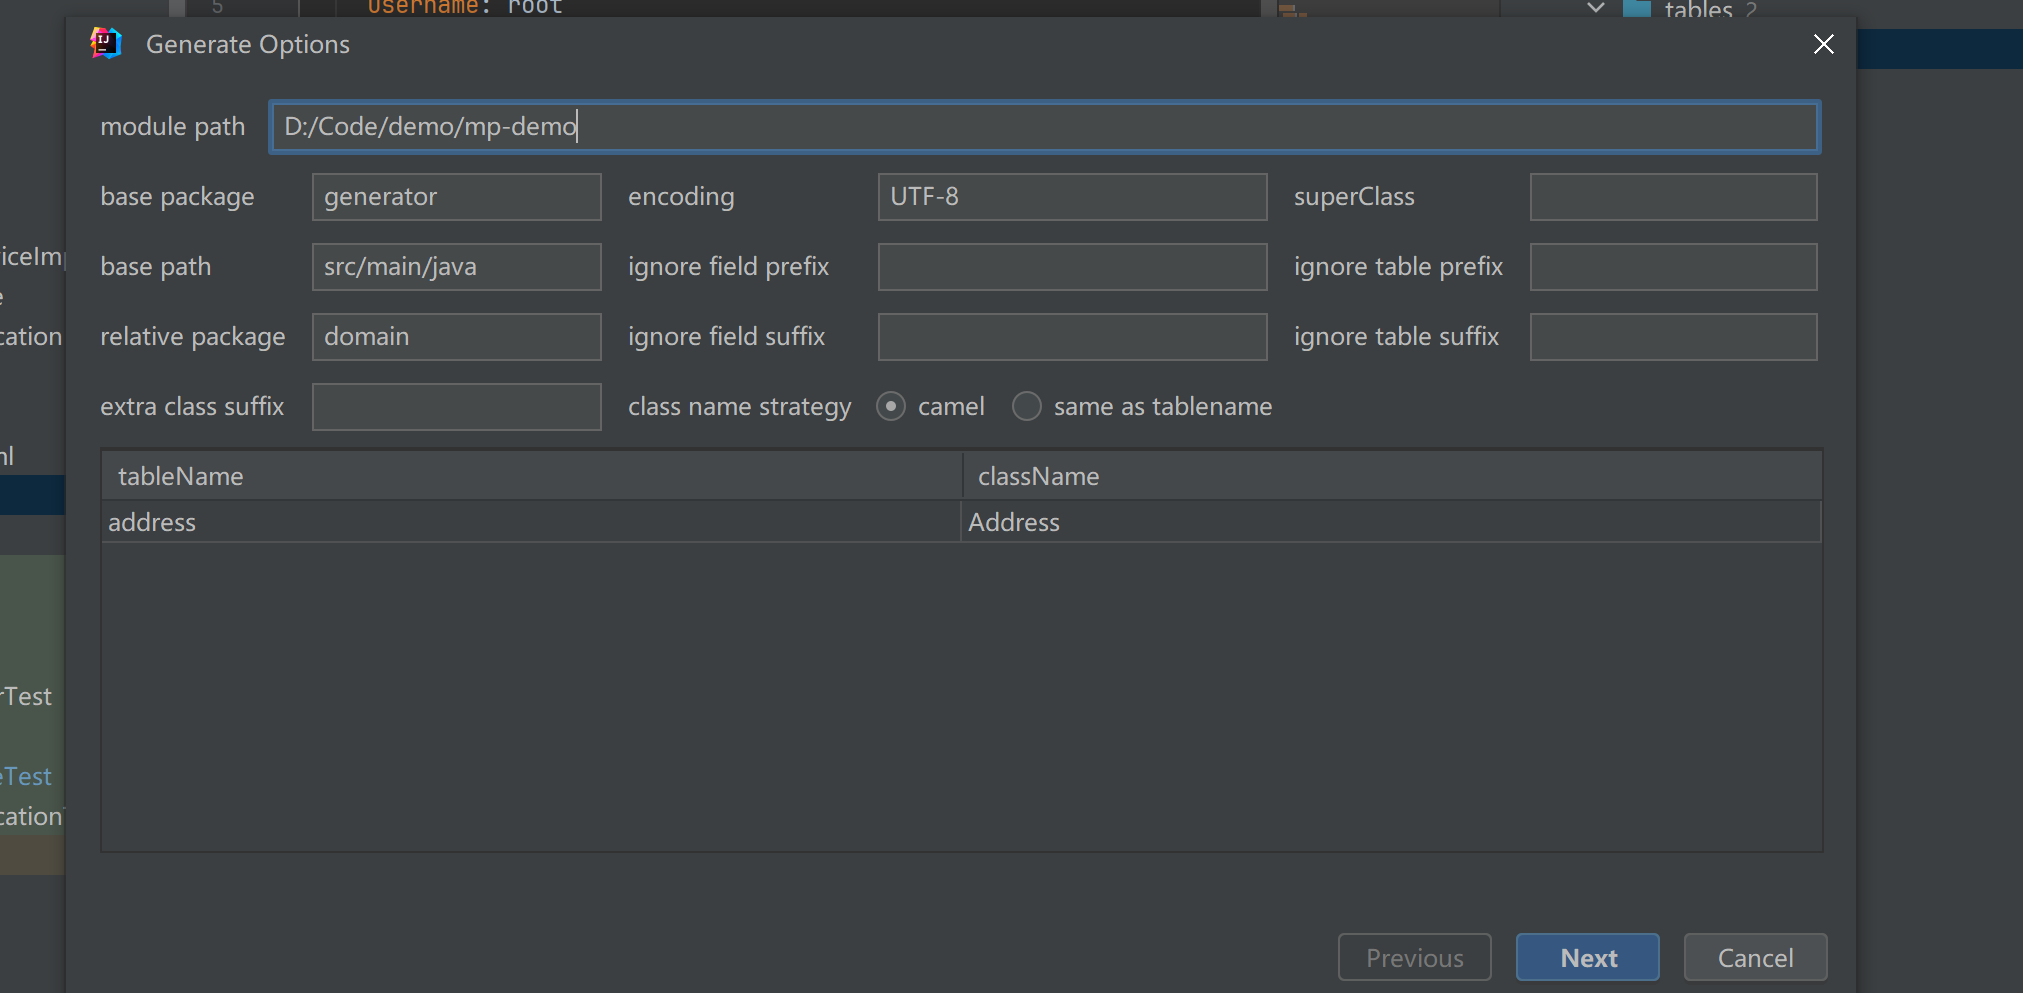 5 username: root
tables 2
Generate Options
module path D:/Code/demo/mp-demo
base package generator encoding UTF-8 superClass
base path src/main/java ignore field prefix ignore table prefix
relative package domain ignore field suffix ignore table suffix
extra class suffix class name strategy camel same as tablename
tableName className
address Address
Previous Next Cancel
iceIm
e
cation
ml
rTest
eTest
cation